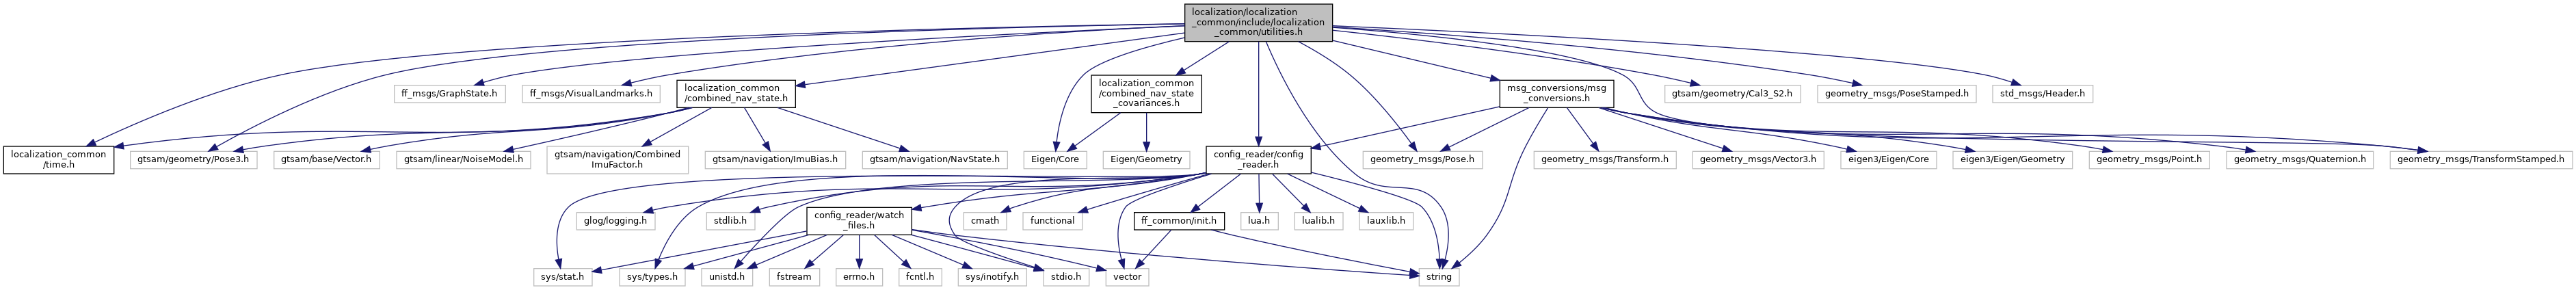 localization/localization
_common/include/localization
_common/utilities.h
ff_msgs/GraphState.h
ff_msgs/VisualLandmarks.h
localization_common
/combined_nav_state.h
localization_common
/combined_nav_state
_covariances.h
msg_conversions/msg
_conversions.h
gtsam/geometry/Cal3_S2.h
geometry_msgs/PoseStamped.h
std_msgs/Header.h
localization_common
/time.h
gtsam/geometry/Pose3.h
gtsam/base/Vector.h
gtsam/linear/NoiseModel.h
gtsam/navigation/Combined
ImuFactor.h
gtsam/navigation/ImuBias.h
gtsam/navigation/NavState.h
Eigen/Core
Eigen/Geometry
config_reader/config
_reader.h
geometry_msgs/Pose.h
geometry_msgs/Transform.h
geometry_msgs/Vector3.h
eigen3/Eigen/Core
eigen3/Eigen/Geometry
geometry_msgs/Point.h
geometry_msgs/Quaternion.h
geometry_msgs/TransformStamped.h
glog/logging.h
stdlib.h
config_reader/watch
_files.h
cmath
functional
ff_common/init.h
lua.h
lualib.h
lauxlib.h
sys/stat.h
sys/types.h
unistd.h
fstream
errno.h
fcntl.h
sys/inotify.h
stdio.h
vector
string